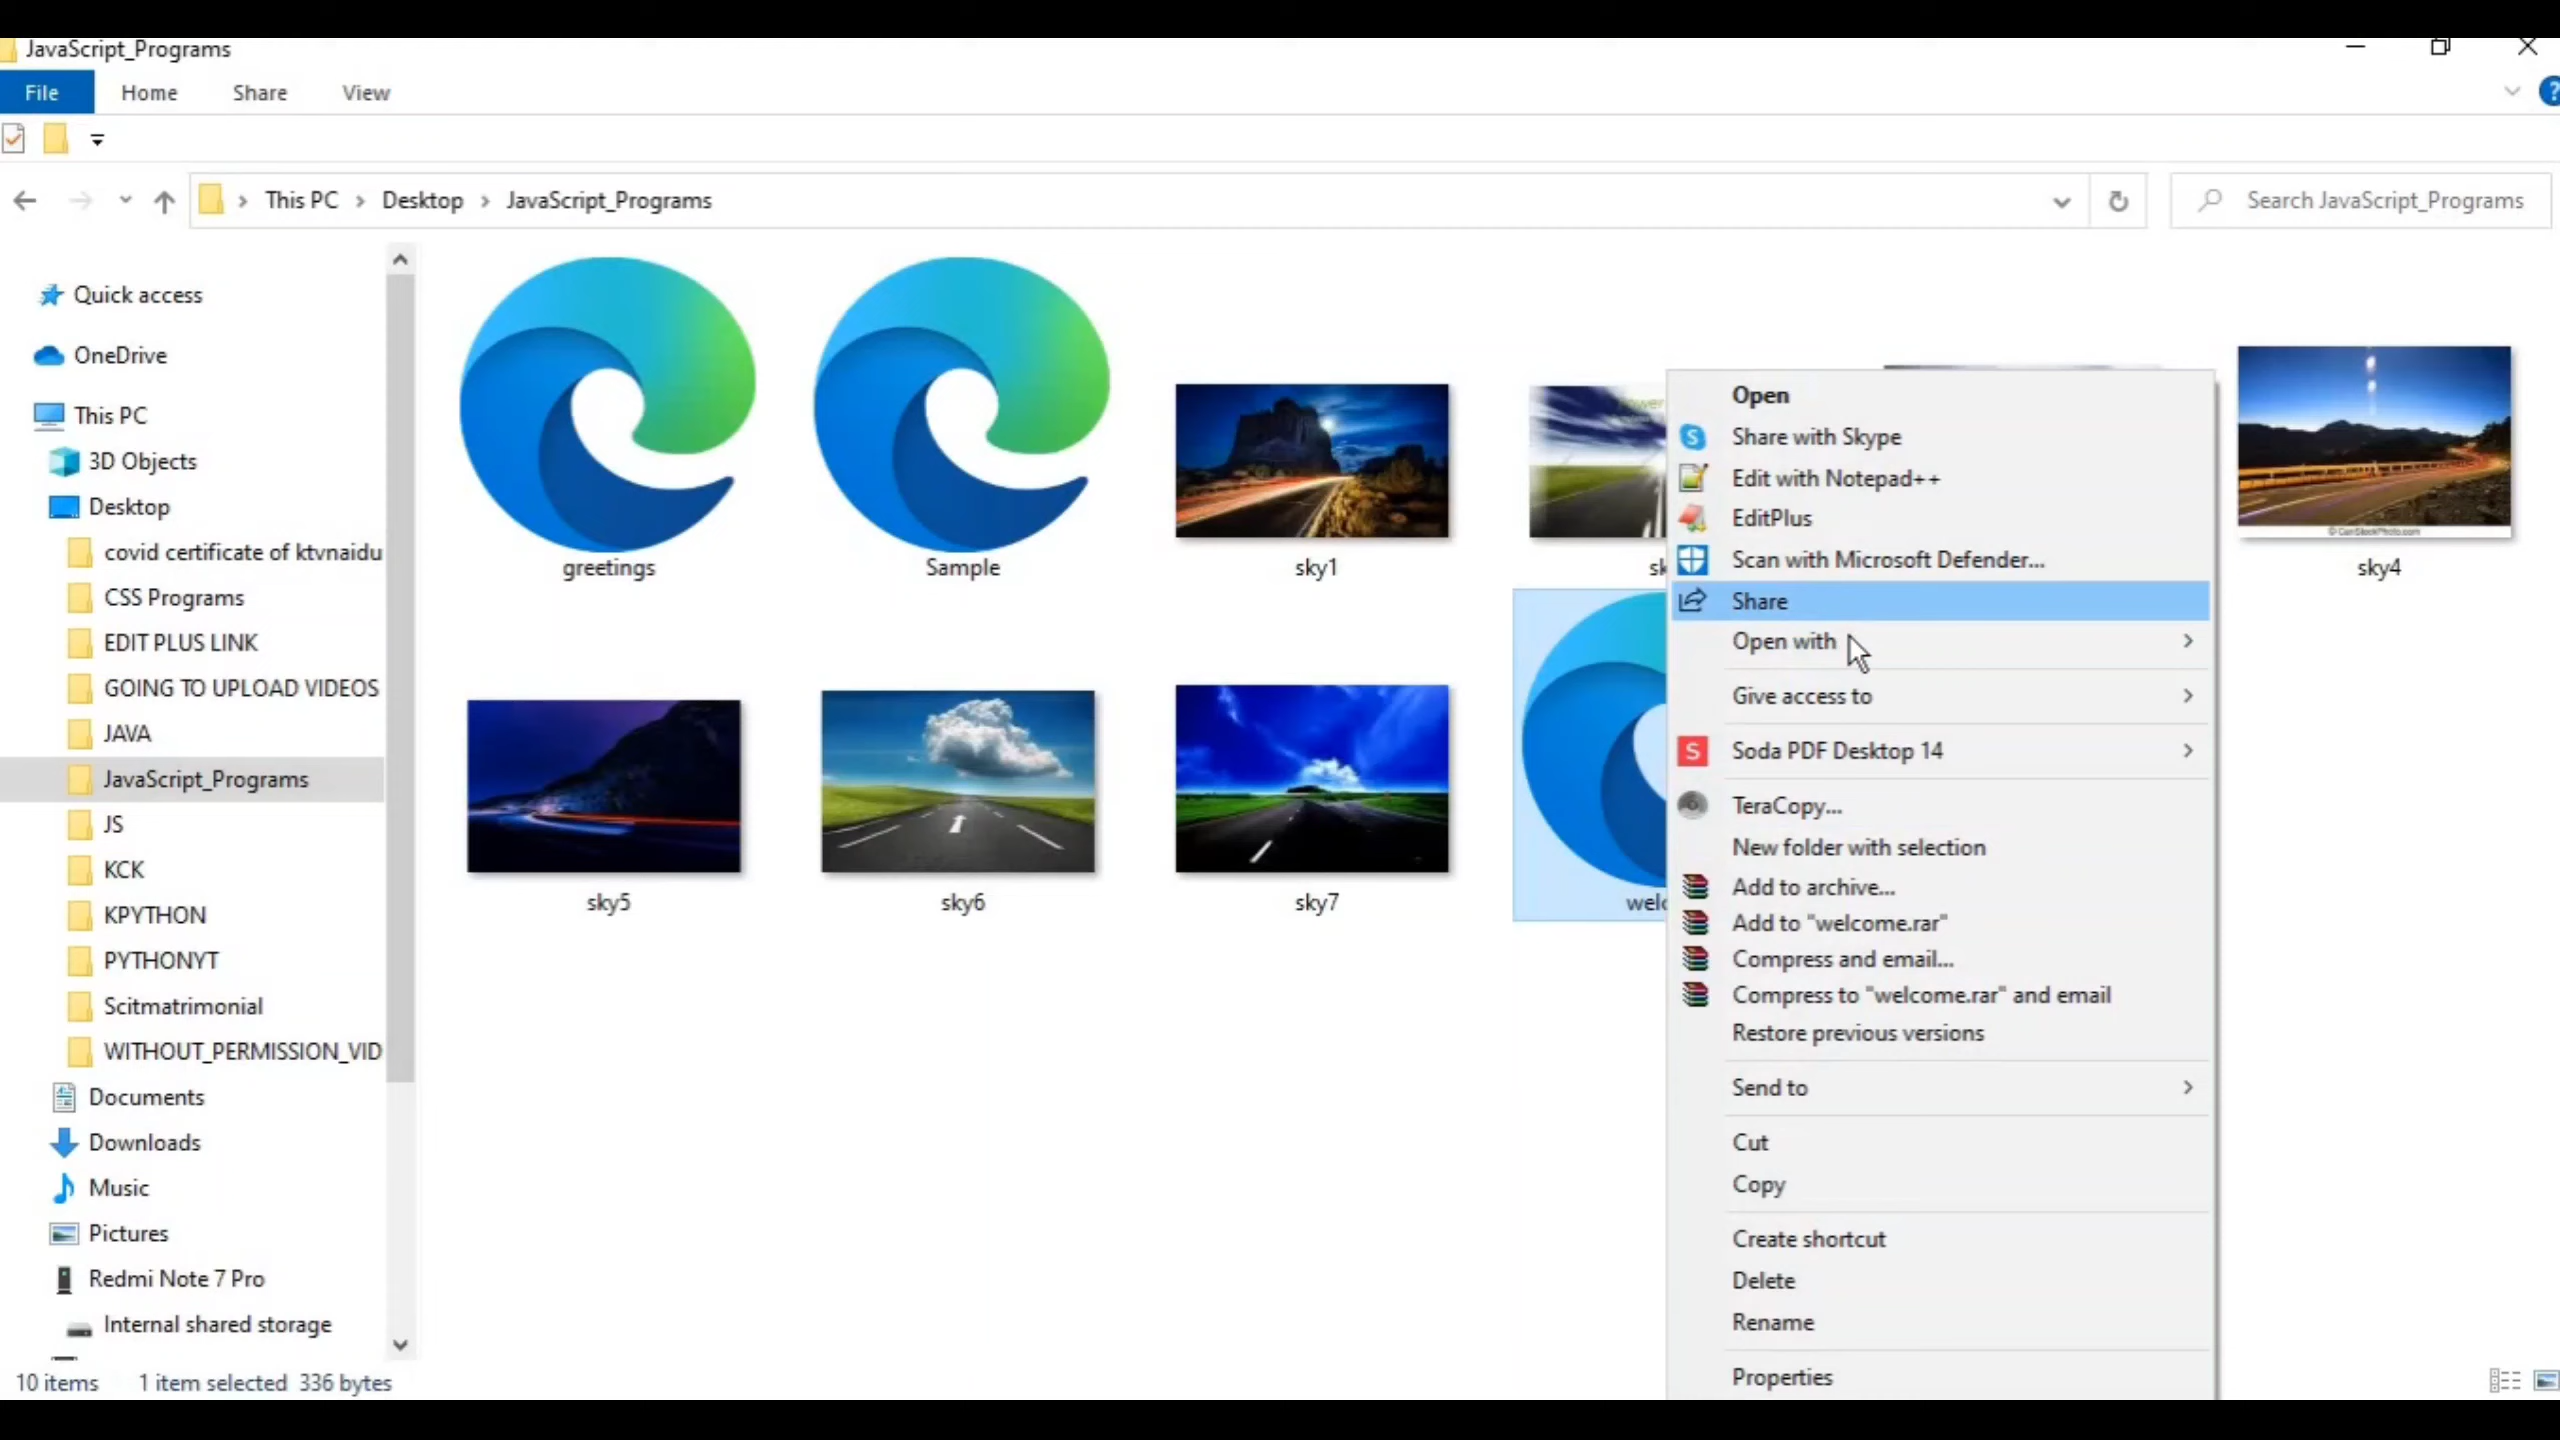 JavaScript_Programs
File Home Share View
This PC > Desktop > JavaScript_Programs
Search JavaScript_Programs
Quick access
OneDrive
This PC
3D Objects
Desktop
covid certificate of ktvnaidu
CSS Programs
EDIT PLUS LINK
GOING TO UPLOAD VIDEOS
JAVA
JavaScript_Programs
JS
KCK
KPYTHON
PYTHONYT
Scitmatrimonial
WITHOUT_PERMISSION_VID
Documents
Downloads
Music
Pictures
Redmi Note 7 Pro
Internal shared storage
greetings
Sample
sky1
sk
sky4
sky5
sky6
sky7
welc
Open
Share with Skype
Edit with Notepad++
EditPlus
Scan with Microsoft Defender...
Share
Open with
Give access to
Soda PDF Desktop 14
TeraCopy...
New folder with selection
Add to archive...
Add to "welcome.rar"
Compress and email...
Compress to "welcome.rar" and email
Restore previous versions
Send to
Cut
Copy
Create shortcut
Delete
Rename
Properties
10 items 1 item selected 336 bytes